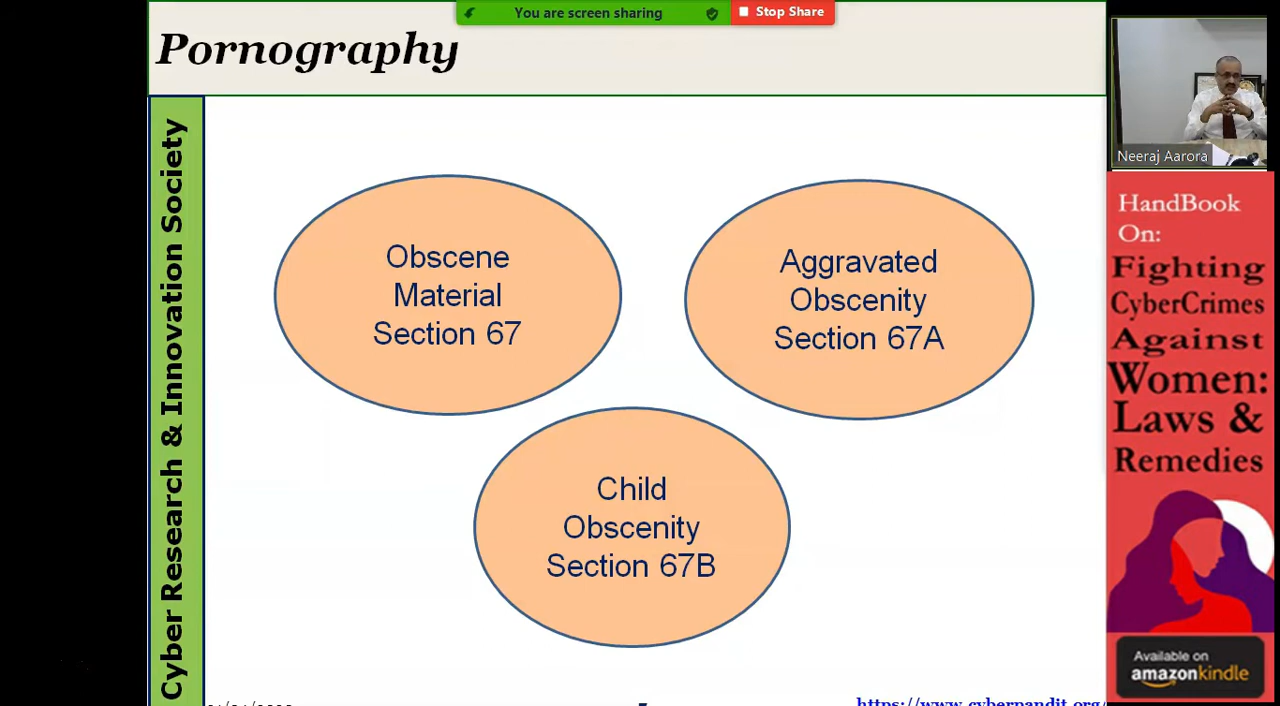 You are screen sharing
Stop Share
Pornography
Neeraj Aarora
Cyber Research & Innovation Society
Obscene
Material
Section 67
Aggravated
Obscenity
Section 67A
Child
Obscenity
Section 67B
HandBook
On:
Fighting
CyberCrimes
Against
Women:
Laws &
Remedies
Available on
amazonkindle
https://www.cyberpandit.org/